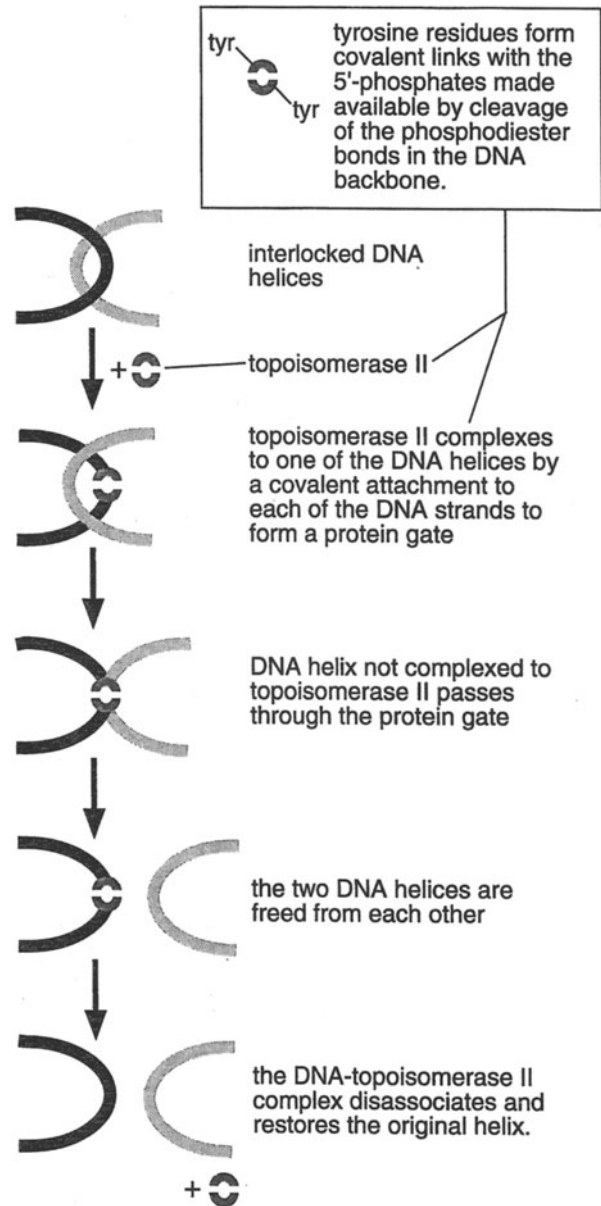 tyr
tyr
tyrosine residues form
covalent links with the
5'-phosphates made
available by cleavage
of the phosphodiester
bonds in the DNA
backbone.
interlocked DNA
helices
+
topoisomerase II
topoisomerase II complexes
to one of the DNA helices by
a covalent attachment to
each of the DNA strands to
form a protein gate
DNA helix not complexed to
topoisomerase II passes
through the protein gate
the two DNA helices are
freed from each other
the DNA-topoisomerase II
complex disassociates and
restores the original helix.
+